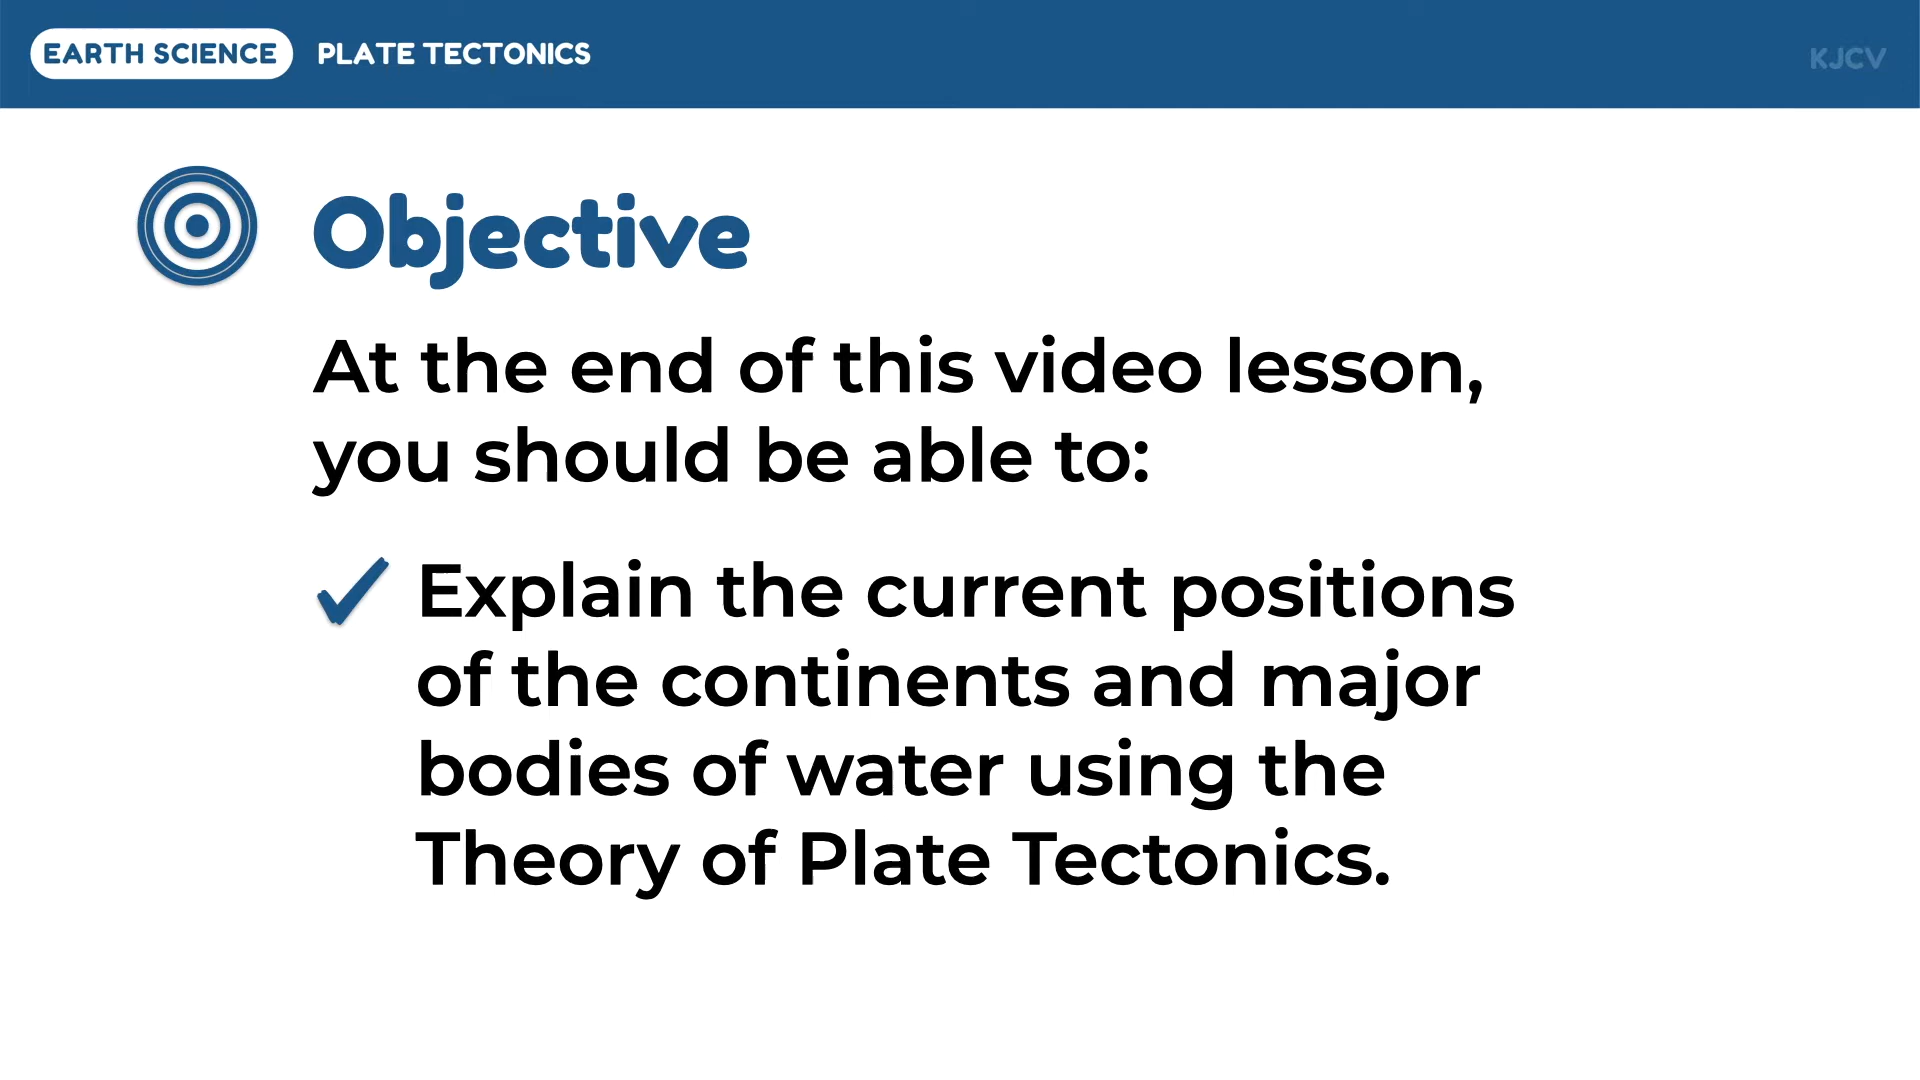 EARTH SCIENCE PLATE TECTONICS KJCV
Objective
At the end of this video lesson,
you should be able to:
Explain the current positions
of the continents and major
bodies of water using the
Theory of Plate Tectonics.